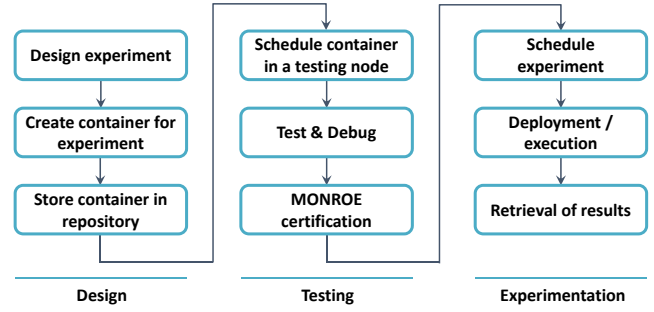 Design experiment
Create container for
experiment
Store container in
repository
Design
Schedule container
in a testing node
Test & Debug
MONROE
certification
Testing
Schedule
experiment
Deployment /
execution
Retrieval of results
Experimentation